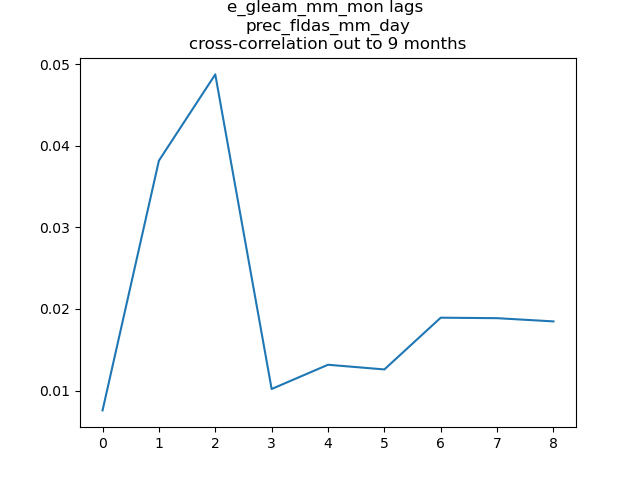 e_gleam_mm_mon lags
prec_fldas_mm_day
cross-correlation out to 9 months
0.05
0.04
0.03
0.02
0.01
0 1 2 3 4 5 6 7 8